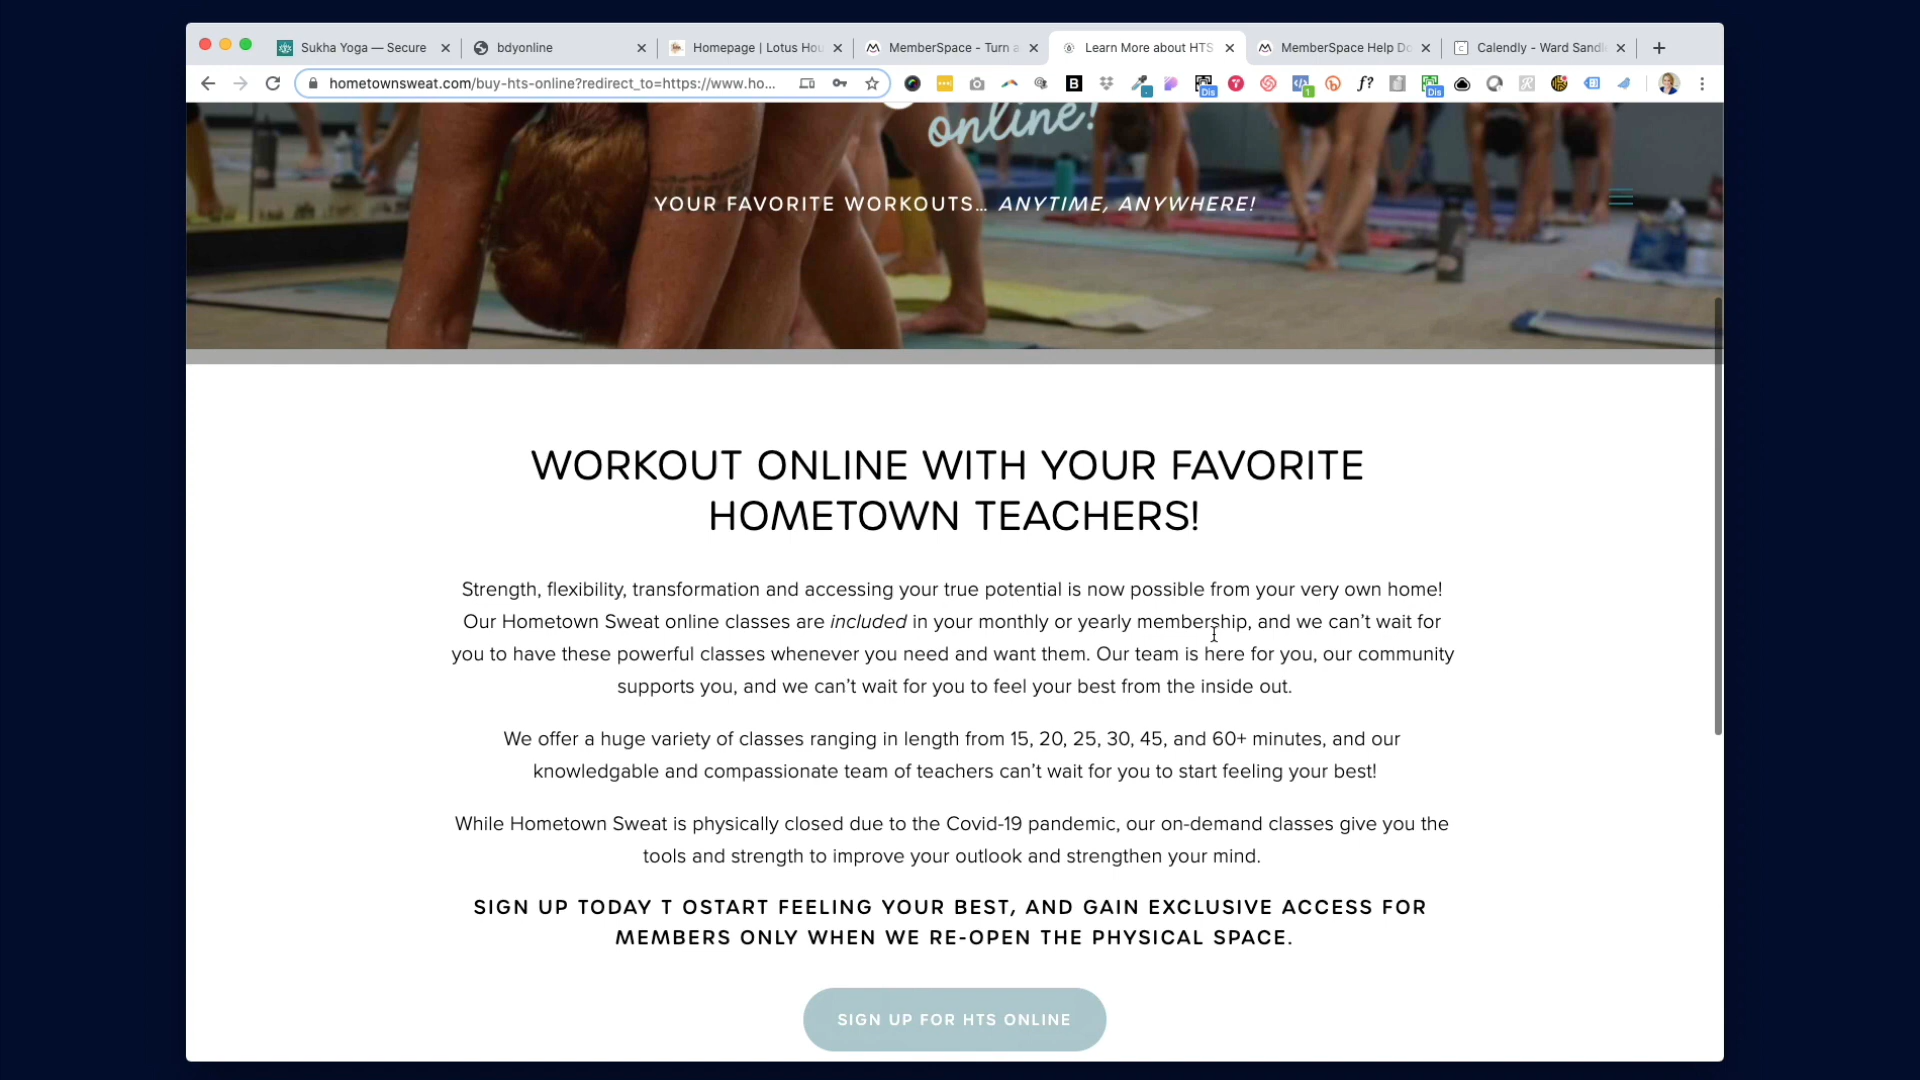 Sukha Yoga — Secure
bdyonline
Homepage | Lotus Hou
MemberSpace - Turn a
Learn More about HTS
MemberSpace Help Do
Calendly - Ward Sandl
hometownsweat.com/buy-hts-online?redirect_to=https://www.ho...
online!
YOUR FAVORITE WORKOUTS... ANYTIME, ANYWHERE!
WORKOUT ONLINE WITH YOUR FAVORITE
HOMETOWN TEACHERS!
Strength, flexibility, transformation and accessing your true potential is now possible from your very own home!
Our Hometown Sweat online classes are included in your monthly or yearly membership, and we can't wait for
you to have these powerful classes whenever you need and want them. Our team is here for you, our community
supports you, and we can't wait for you to feel your best from the inside out.
We offer a huge variety of classes ranging in length from 15, 20, 25, 30, 45, and 60+ minutes, and our
knowledgable and compassionate team of teachers can't wait for you to start feeling your best!
While Hometown Sweat is physically closed due to the Covid-19 pandemic, our on-demand classes give you the
tools and strength to improve your outlook and strengthen your mind.
SIGN UP TODAY T OSTART FEELING YOUR BEST, AND GAIN EXCLUSIVE ACCESS FOR
MEMBERS ONLY WHEN WE RE-OPEN THE PHYSICAL SPACE.
SIGN UP FOR HTS ONLINE